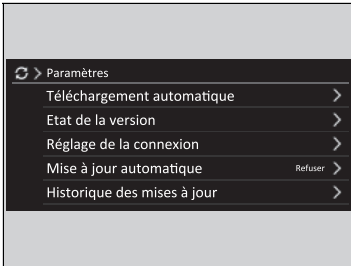 Paramètres
Téléchargement automatique
Etat de la version
Réglage de la connexion
Mise à jour automatique Refuser
Historique des mises à jour